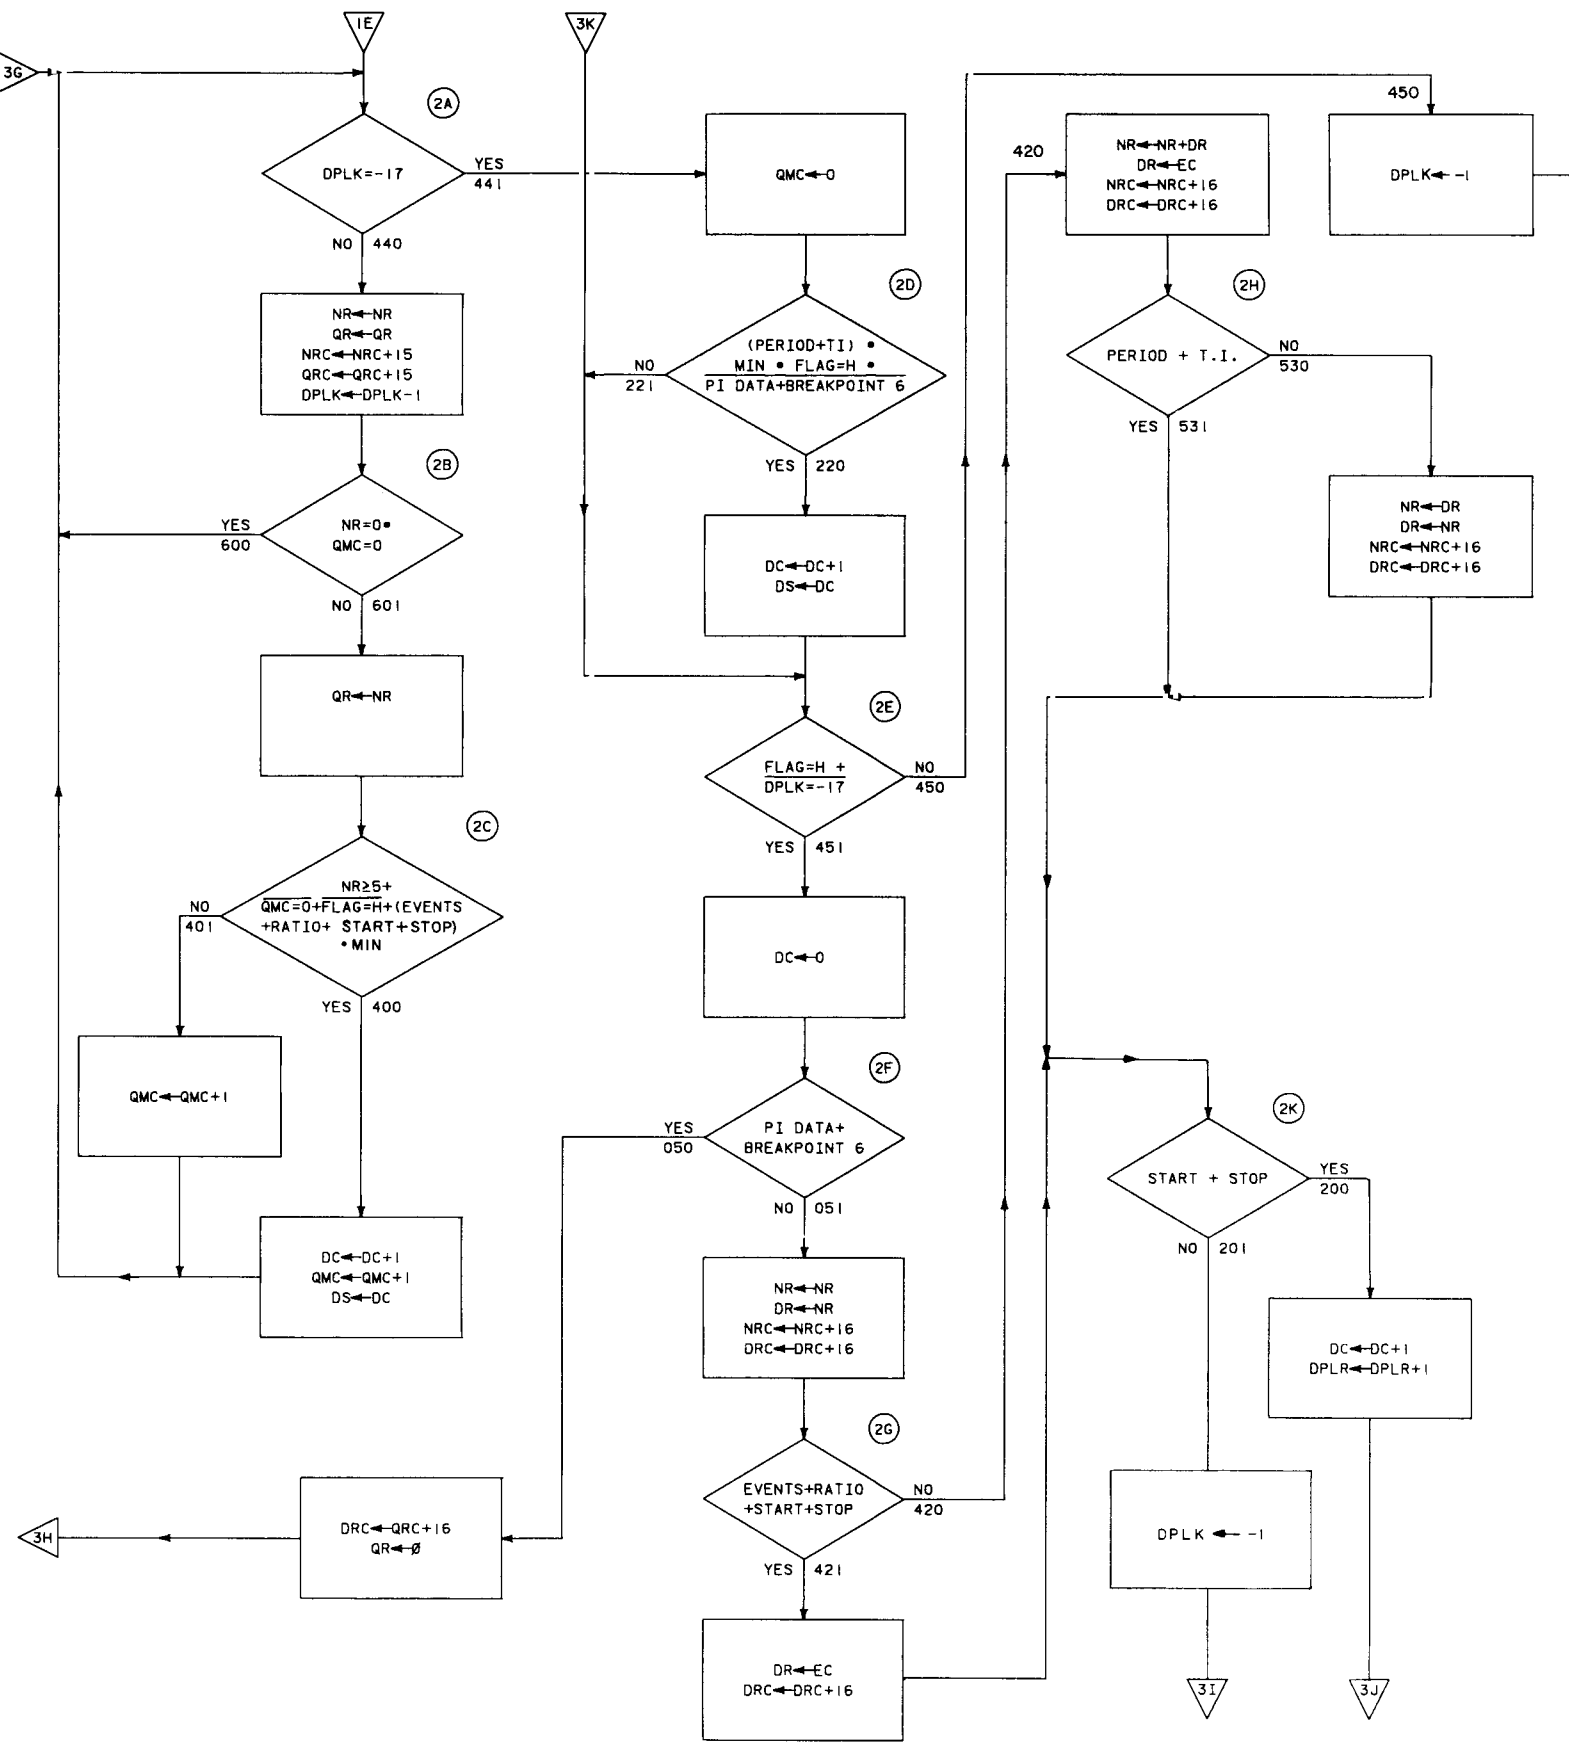 3G
1E
3K
2A
DPLK=-17
YES
441
NO 440
NR←NR
QR←QR
NRC←NRC+15
QRC←QRC+15
DPLK←DPLK-1
2B
NR=0•
QMC=0
YES
600
NO 601
QR←NR
2C
NR≥5+
QMC=0+FLAG=H+(EVENTS
+RATIO+ START+STOP)
•MIN
NO
401
YES 400
QMC←QMC+1
DC←DC+1
QMC←QMC+1
DS←DC
QMC←0
2D
(PERIOD+TI) •
MIN • FLAG=H •
PI DATA+BREAKPOINT 6
NO
221
YES 220
DC←DC+1
DS←DC
2E
FLAG=H +
DPLK=-17
NO
450
YES 451
DC←0
2F
PI DATA+
BREAKPOINT 6
YES
050
NO 051
NR←NR
DR←NR
NRC←NRC+16
DRC←DRC+16
2G
EVENTS+RATIO
+START+STOP
NO
420
YES 421
DR←EC
DRC←DRC+16
DRC←QRC+16
QR←Ø
3H
420
NR←NR+DR
DR←EC
NRC←NRC+16
DRC←DRC+16
450
DPLK← -1
2H
PERIOD + T.I.
NO
530
YES 531
NR←DR
DR←NR
NRC←NRC+16
DRC←DRC+16
2K
START + STOP
YES
200
NO 201
DC←DC+1
DPLR←DPLR+1
DPLK ← -1
3I
3J